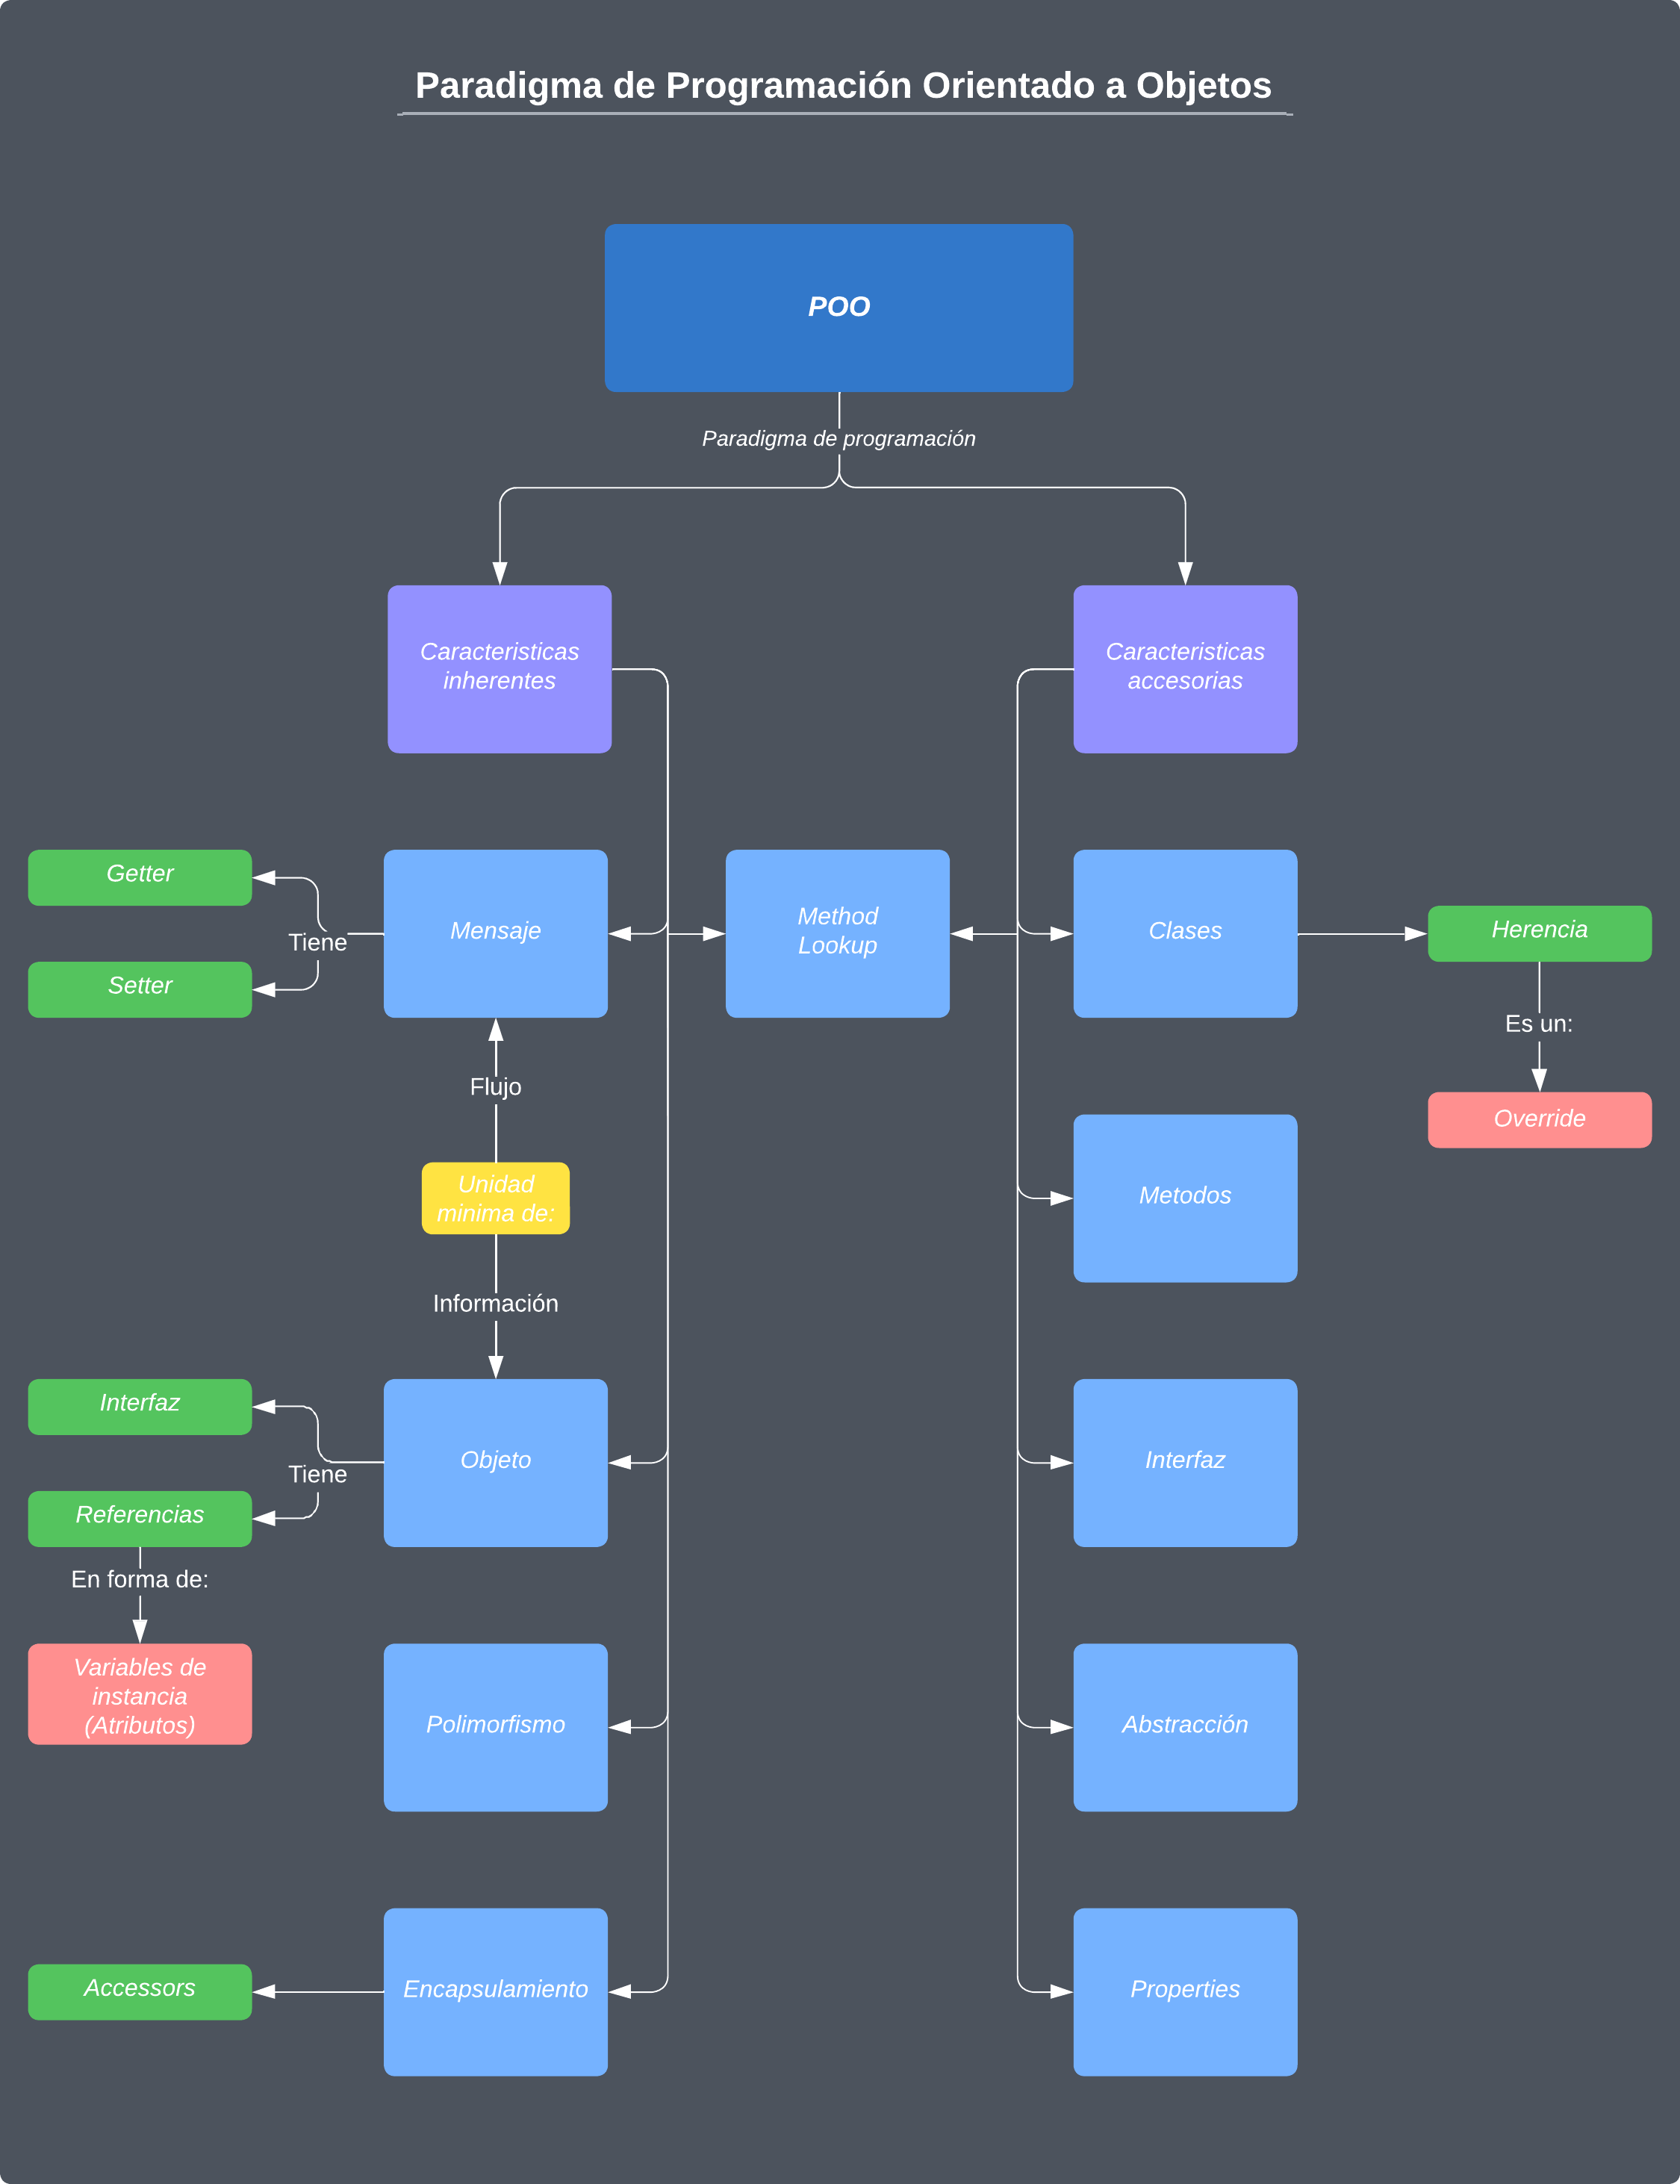 Paradigma de Programación Orientado a Objetos
POO
Paradigma de programación
Caracteristicas
inherentes
Caracteristicas
accesorias
Getter
Setter
Tiene
Mensaje
Method
Lookup
Clases
Herencia
Es un:
Override
Flujo
Unidad
minima de:
Información
Metodos
Interfaz
Referencias
Tiene
En forma de:
Variables de
instancia
(Atributos)
Objeto
Interfaz
Polimorfismo
Abstracción
Accessors
Encapsulamiento
Properties